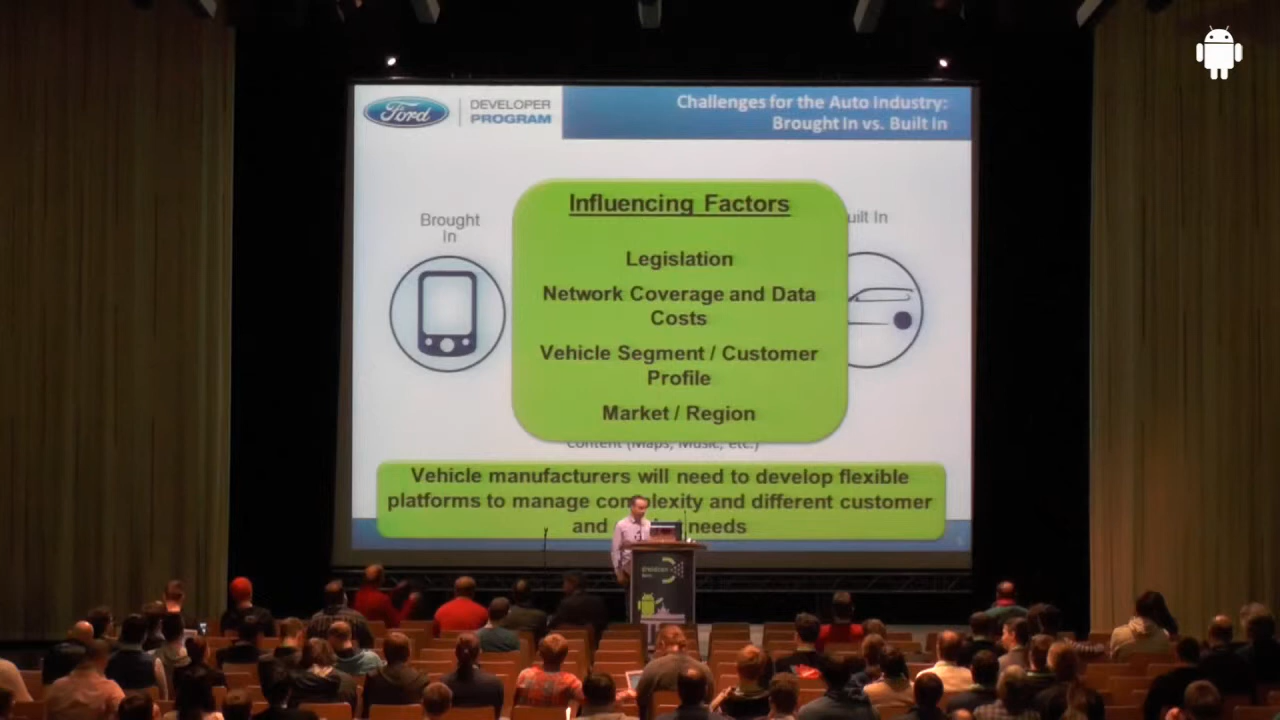 Ford
DEVELOPER
PROGRAM
Challenges for the Auto Industry:
Brought In vs. Built In
Influencing Factors
Brought
In
uilt In
Legislation
Network Coverage and Data
Costs
Vehicle Segment / Customer
Profile
Market / Region
Content (Maps, Music, etc.)
Vehicle manufacturers will need to develop flexible
platforms to manage complexity and different customer
and needs